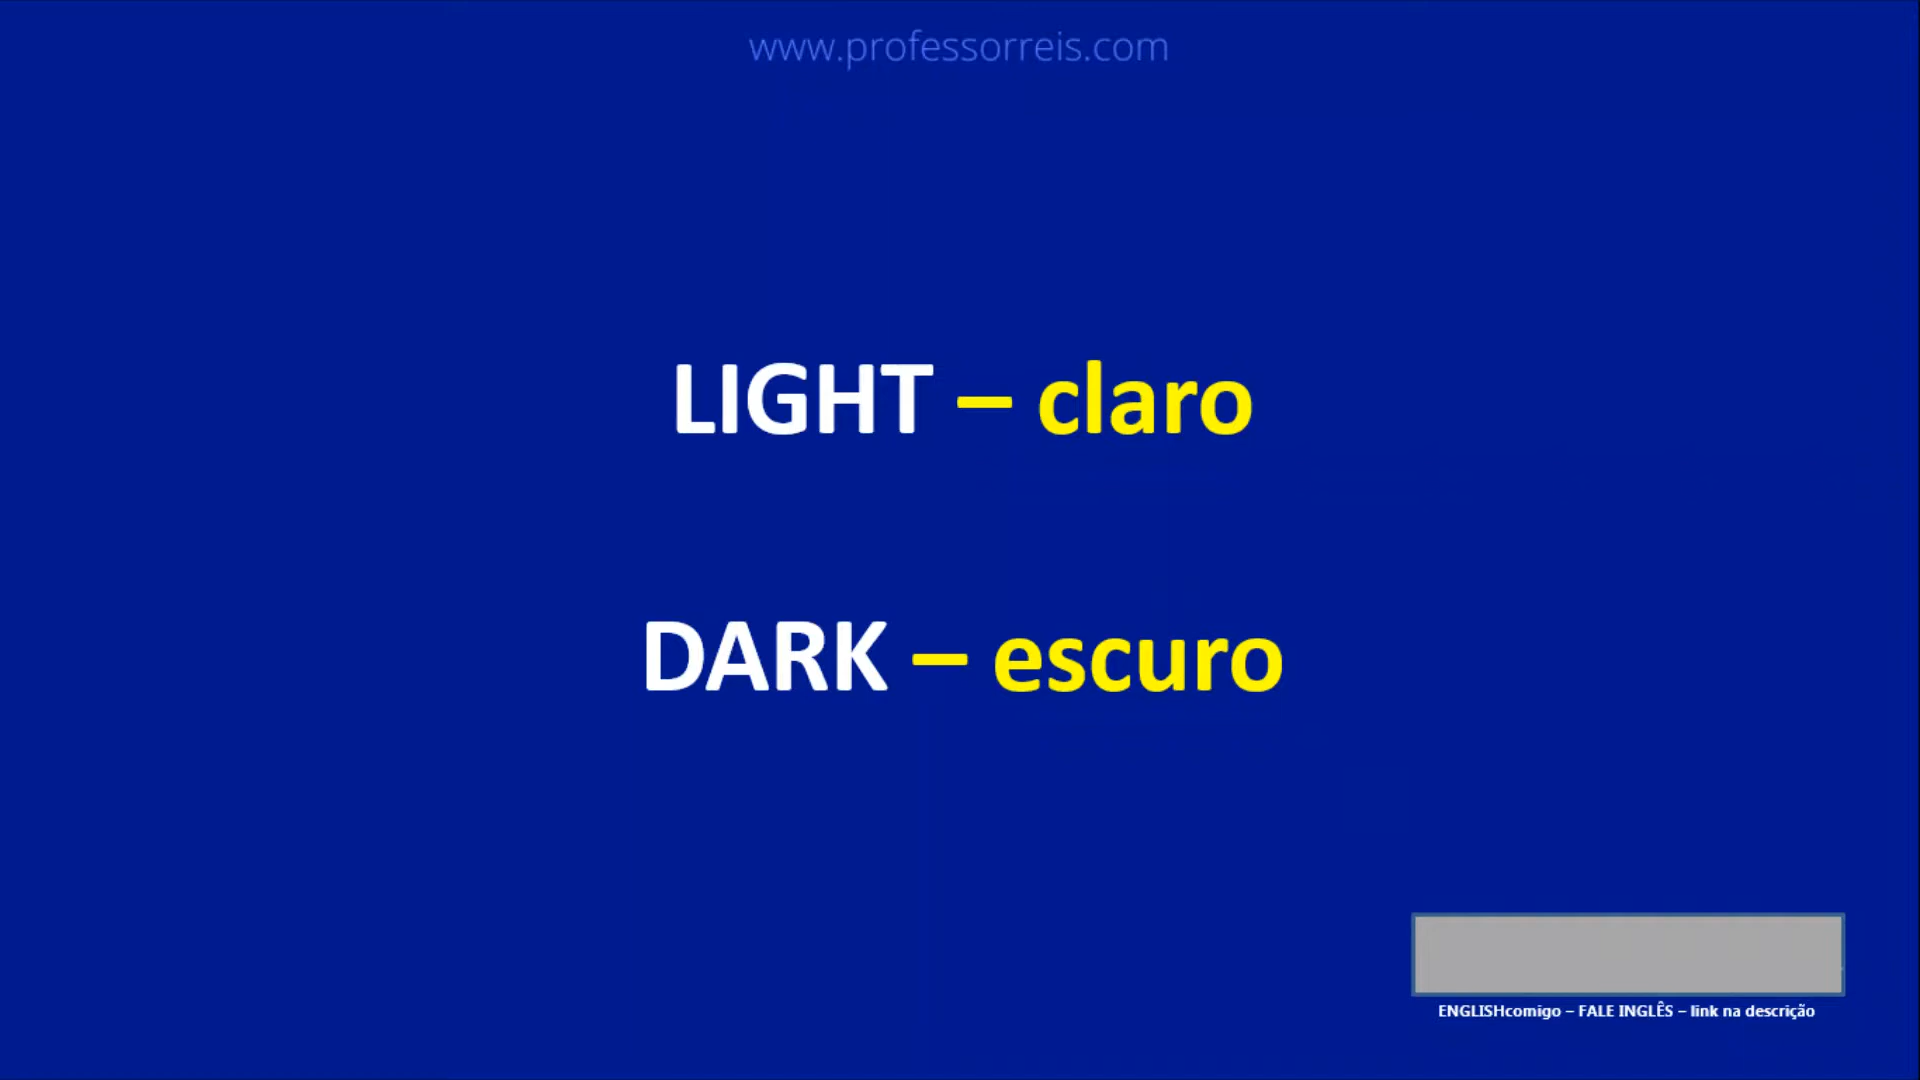 www.professorreis.com
LIGHT – claro
DARK – escuro
ENGLISHcomigo – FALE INGLÊS – link na descrição